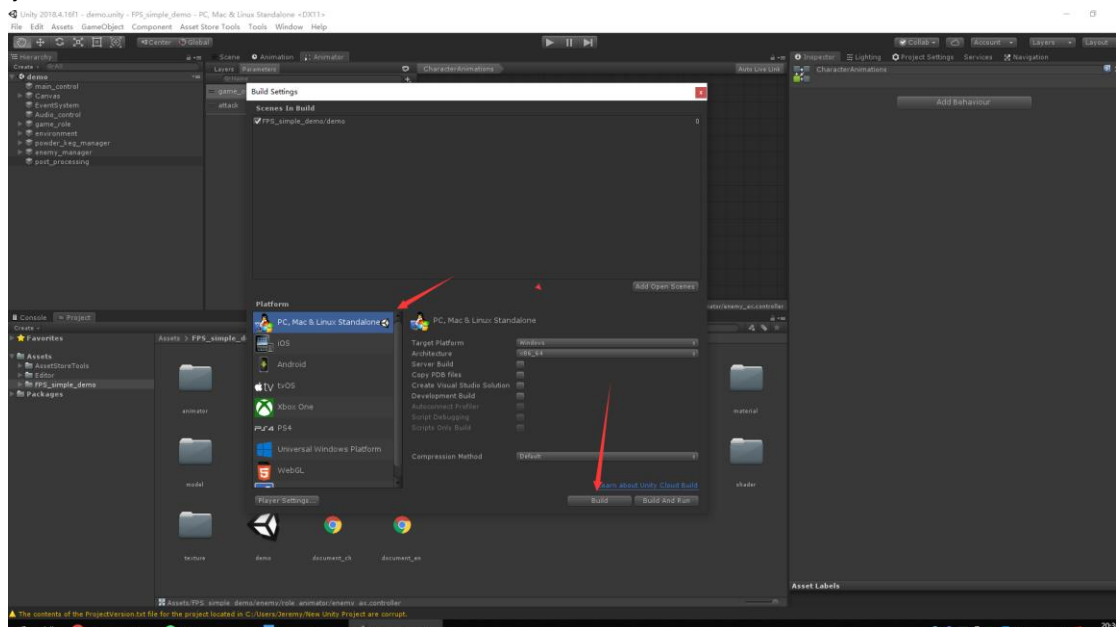 Unity 2018.4.16f1 - demo.unity - FPS_simple_demo - PC, Mac & Linux Standalone <DX11>
File Edit Assets GameObject Component Asset Store Tools Tools Window Help
Center Global
Collab Account Layers Layout
Hierarchy
Scene Animation Animator
Inspector Lighting Project Settings Services Navigation
Create
Layers Parameters
CharacterAnimations
Auto Live Link
CharacterAnimations
demo
main_control
Canvas
EventSystem
Audio_control
game_role
environment
powder_keg_manager
enemy_manager
post_processing
attack
Add Behaviour
Build Settings
Scenes In Build
FPS_simple_demo/demo 0
Add Open Scenes
Platform
PC, Mac & Linux Standalone
iOS
Android
tvOS
Xbox One
PS4
Universal Windows Platform
WebGL
Player Settings...
PC, Mac & Linux Standalone
Target Platform Windows
Architecture x86_64
Server Build
Copy PDB files
Create Visual Studio Solution
Development Build
Autoconnect Profiler
Script Debugging
Scripts Only Build
Compression Method Default
Learn about Unity Cloud Build
Build Build And Run
Console Project
Create
Favorites
Assets
AssetStoreTools
Editor
FPS_simple_demo
Packages
Assets > FPS_simple_d
animator
material
modal
shader
texture
demo
document_ch
document_en
Assets/FPS_simple_demo/enemy/role_animator/enemy_ac.controller
Asset Labels
The contents of the ProjectVersion.txt file for the project located in C:/Users/Jeremy/New Unity Project are corrupt.